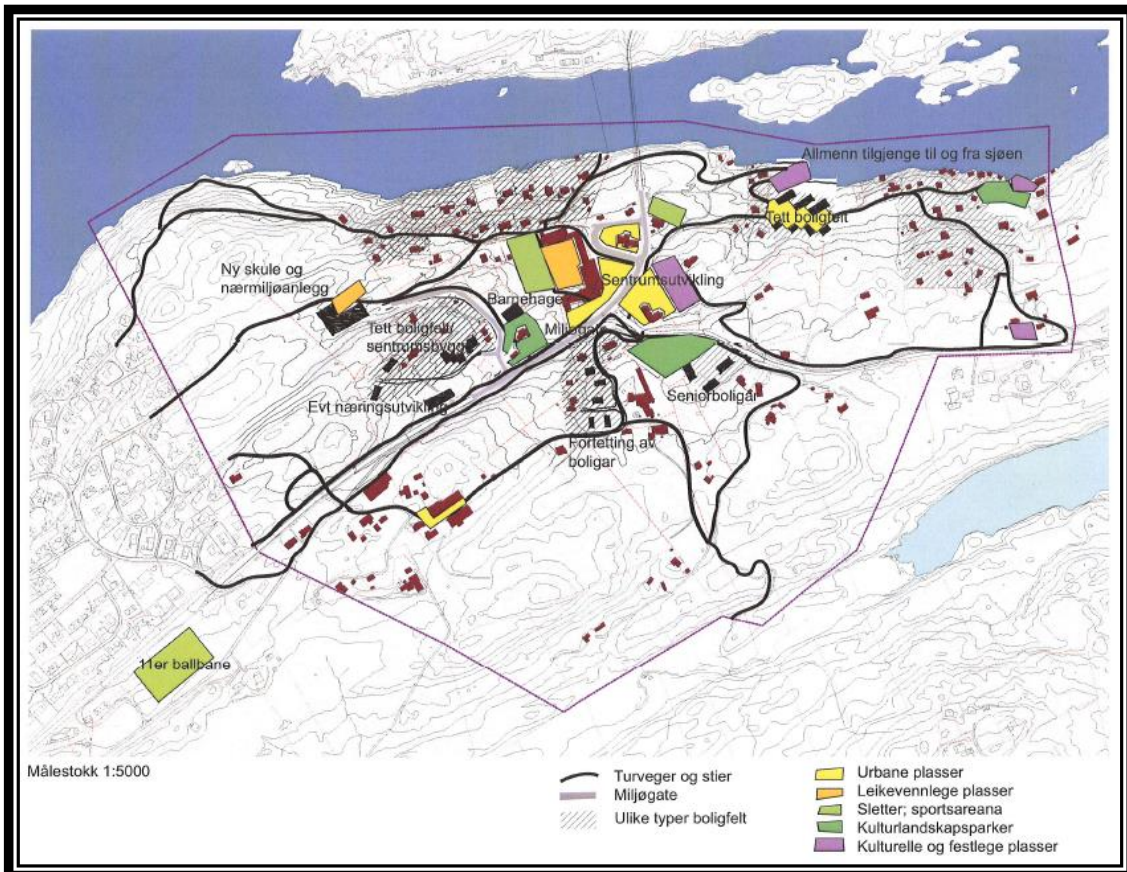 Allmenn tilgjenge til og fra sjøen
Tett boligfelt
Ny skule og
nærmiljøanlegg
Sentrumsutvikling
Barnehage
Miljøgate
Tett boligfelt/
sentrumsbygg
Evt næringsutvikling
Seniorboligar
Fortetting av
boligar
11er ballbane
Målestokk 1:5000
Turveger og stier
Miljøgate
Ulike typer boligfelt
Urbane plasser
Leikevennlege plasser
Sletter; sportsareana
Kulturlandskapsparker
Kulturelle og festlege plasser